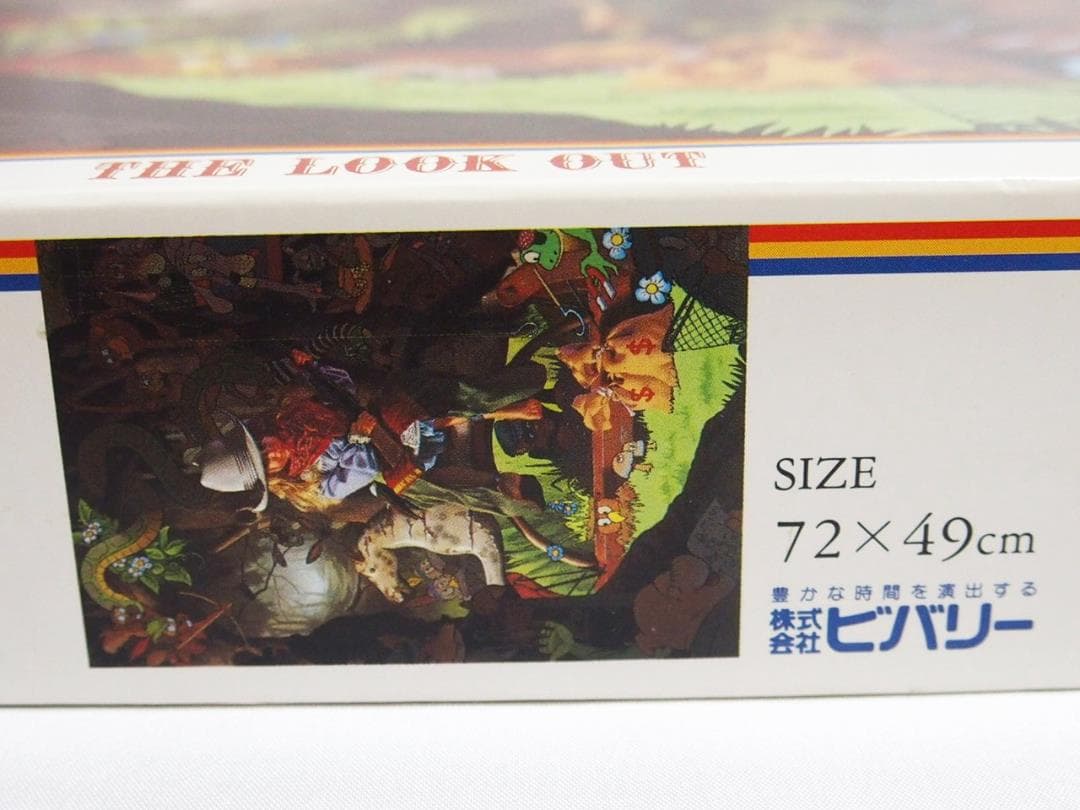 THE LOOK OUT
$
$
SIZE
72×49cm
豊かな時間を演出する
株式会社ビバリー